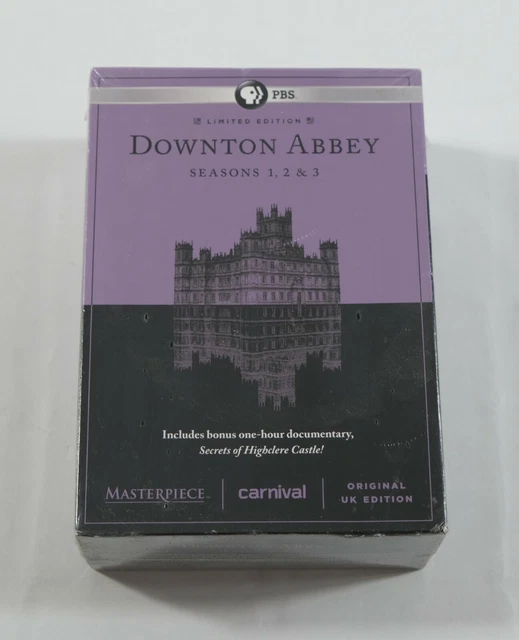 PBS
LIMITED EDITION
DOWNTON ABBEY
SEASONS 1, 2 & 3
Includes bonus one-hour documentary,
Secrets of Highclere Castle!
MASTERPIECE™ | carnival | ORIGINAL
UK EDITION